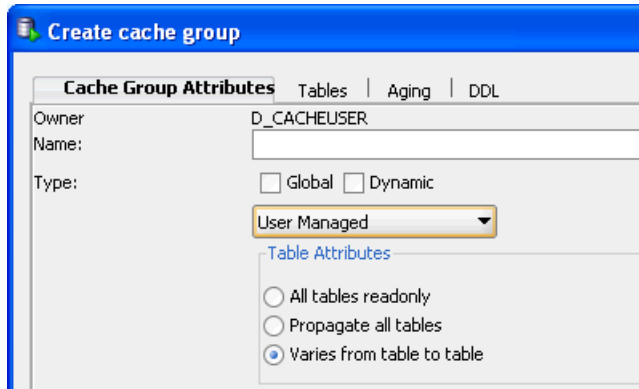 Create cache group
Cache Group Attributes Tables Aging DDL
Owner D_CACHEUSER
Name:
Type: Global Dynamic
User Managed
Table Attributes
All tables readonly
Propagate all tables
Varies from table to table